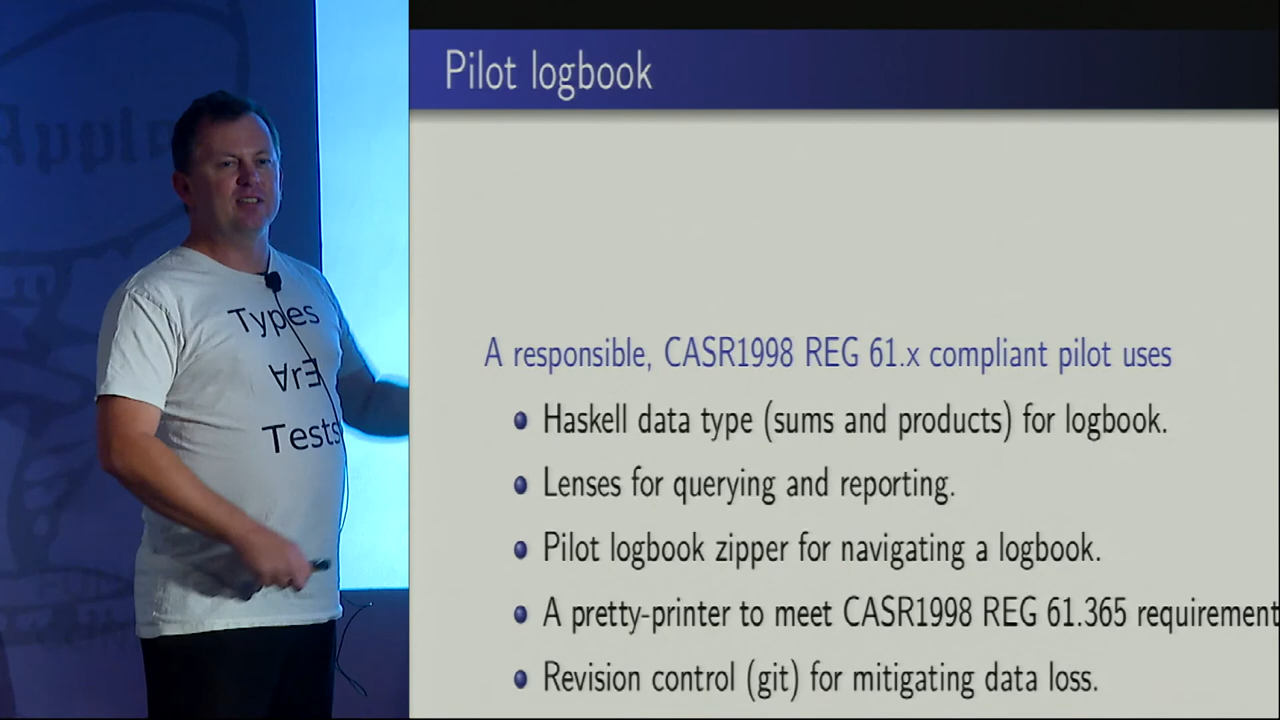 Apple
Types
∀rƎ
Tests
Pilot logbook
A responsible, CASR1998 REG 61.x compliant pilot uses
Haskell data type (sums and products) for logbook.
Lenses for querying and reporting.
Pilot logbook zipper for navigating a logbook.
A pretty-printer to meet CASR1998 REG 61.365 requirement
Revision control (git) for mitigating data loss.